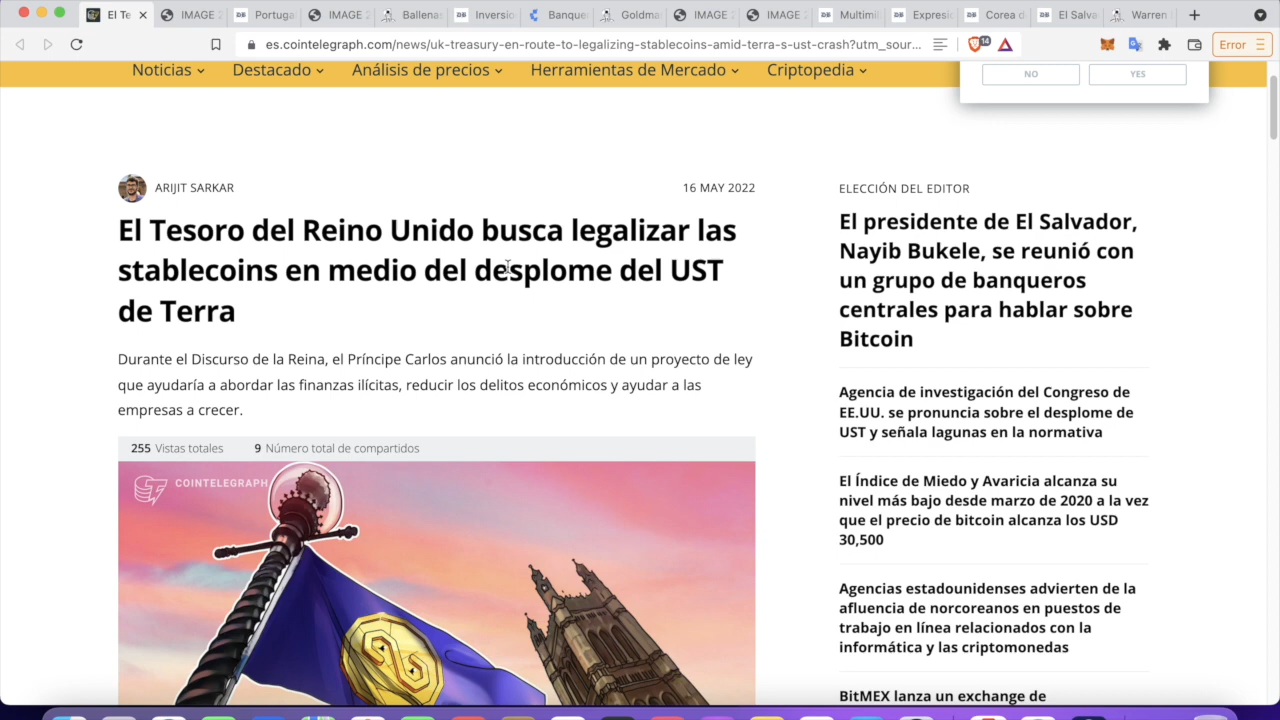 El Te
IMAGE 2
Portuga
IMAGE 2
Ballenas
Inversio
Banque
Goldma
IMAGE 2
IMAGE 2
Multimil
Expresi
Corea d
El Salva
Warren
es.cointelegraph.com/news/uk-treasury-en-route-to-legalizing-stablecoins-amid-terra-s-ust-crash?utm_sour...
14
Error
Noticias
Destacado
Análisis de precios
Herramientas de Mercado
Criptopedia
NO
YES
ARIJIT SARKAR
16 MAY 2022
El Tesoro del Reino Unido busca legalizar las
stablecoins en medio del desplome del UST
de Terra
Durante el Discurso de la Reina, el Príncipe Carlos anunció la introducción de un proyecto de ley
que ayudaría a abordar las finanzas ilícitas, reducir los delitos económicos y ayudar a las
empresas a crecer.
255 Vistas totales
9 Número total de compartidos
COINTELEGRAPH
ELECCIÓN DEL EDITOR
El presidente de El Salvador,
Nayib Bukele, se reunió con
un grupo de banqueros
centrales para hablar sobre
Bitcoin
Agencia de investigación del Congreso de
EE.UU. se pronuncia sobre el desplome de
UST y señala lagunas en la normativa
El Índice de Miedo y Avaricia alcanza su
nivel más bajo desde marzo de 2020 a la vez
que el precio de bitcoin alcanza los USD
30,500
Agencias estadounidenses advierten de la
afluencia de norcoreanos en puestos de
trabajo en línea relacionados con la
informática y las criptomonedas
BitMEX lanza un exchange de